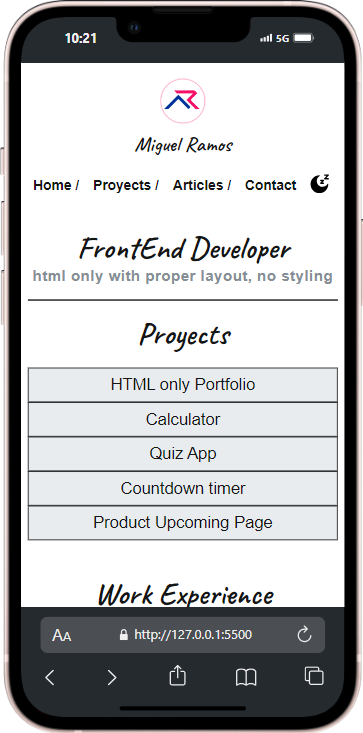 10:21
5G
Miguel Ramos
Home / Proyects / Articles / Contact
FrontEnd Developer
html only with proper layout, no styling
Proyects
HTML only Portfolio
Calculator
Quiz App
Countdown timer
Product Upcoming Page
Work Experience
AA http://127.0.0.1:5500